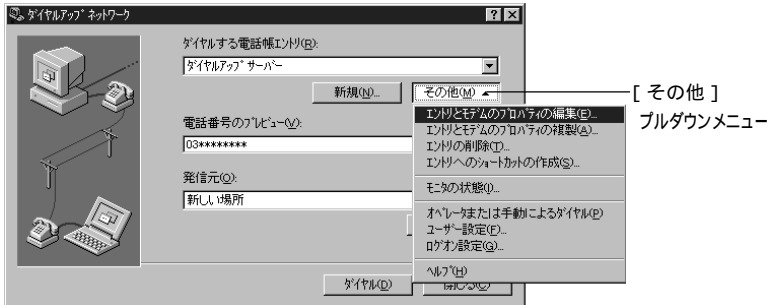 ダイヤルアップ ネットワーク
ダイヤルする電話帳エントリ(R):
ダイヤルアップ サーバー
新規(N)...
その他(M)
[ その他 ]
プルダウンメニュー
電話番号のプレビュー(V):
03********
発信元(O):
新しい場所
エントリとモデムのプロパティの編集(E)...
エントリとモデムのプロパティの複製(A)...
エントリの削除(T)...
エントリへのショートカットの作成(S)...
モニタの状態(I)...
オペレータまたは手動によるダイヤル(P)
ユーザー設定(F)...
ログオン設定(G)...
ヘルプ(H)
ダイヤル(D)
閉じる(C)